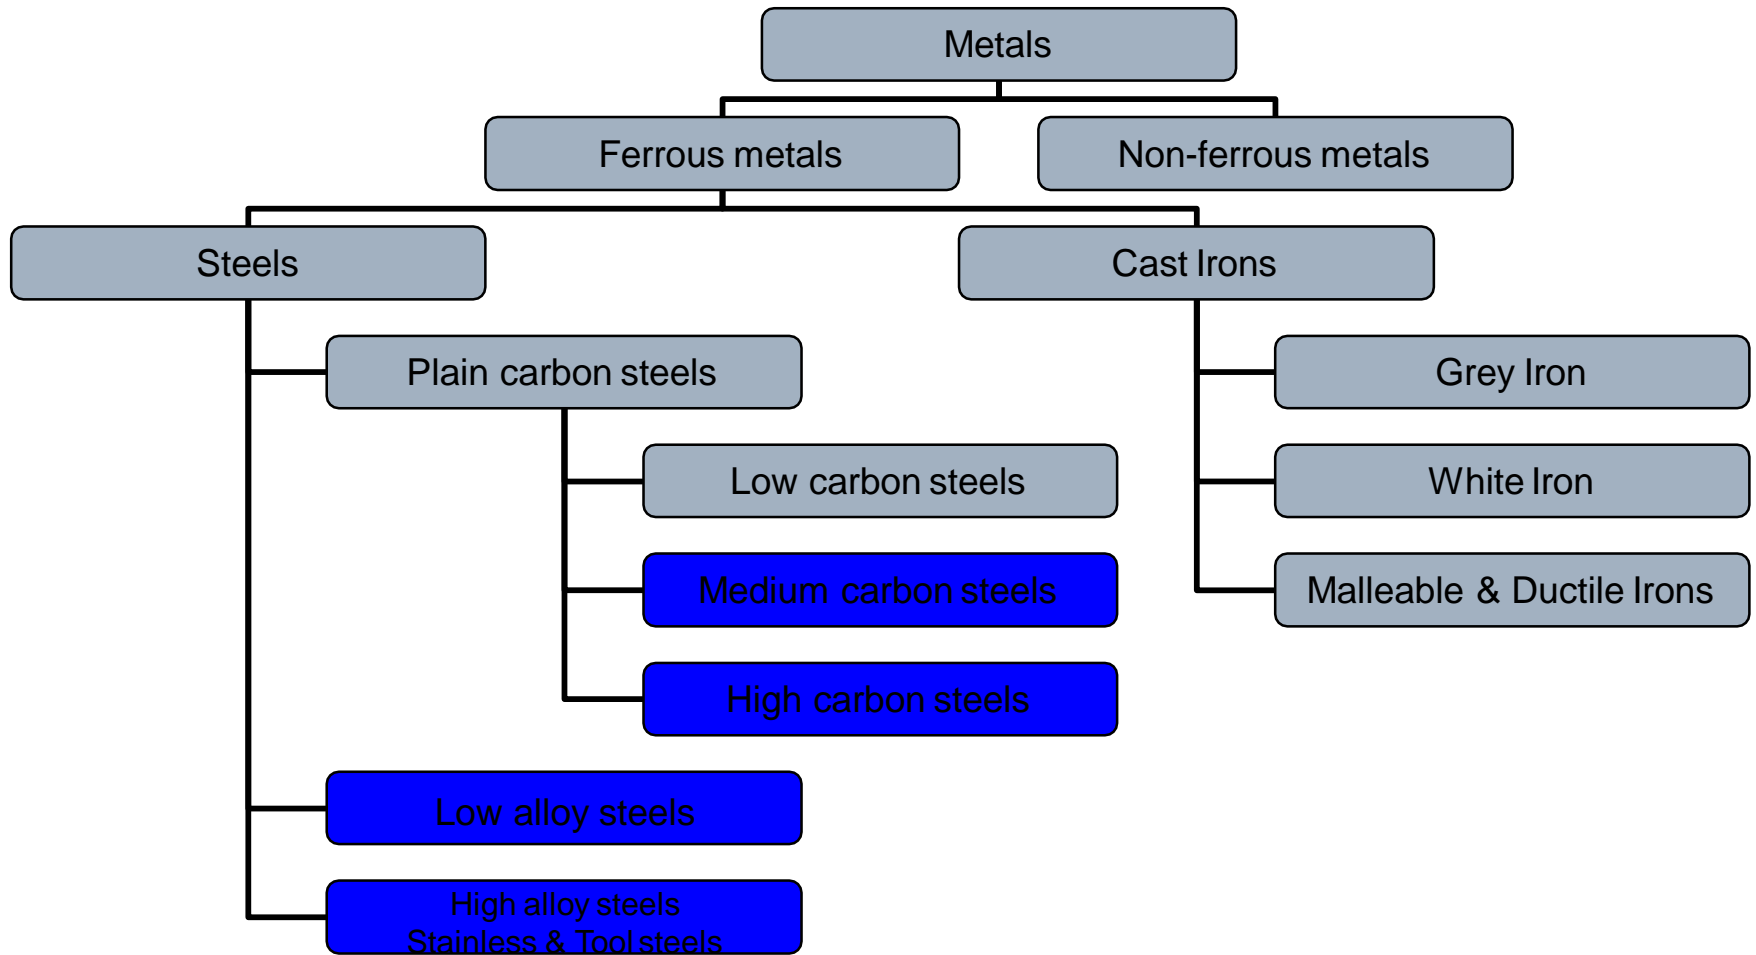 Metals
Ferrous metals
Non-ferrous metals
Steels
Cast Irons
Plain carbon steels
Grey Iron
Low carbon steels
White Iron
Medium carbon steels
Malleable & Ductile Irons
High carbon steels
Low alloy steels
High alloy steels
Stainless & Tool steels